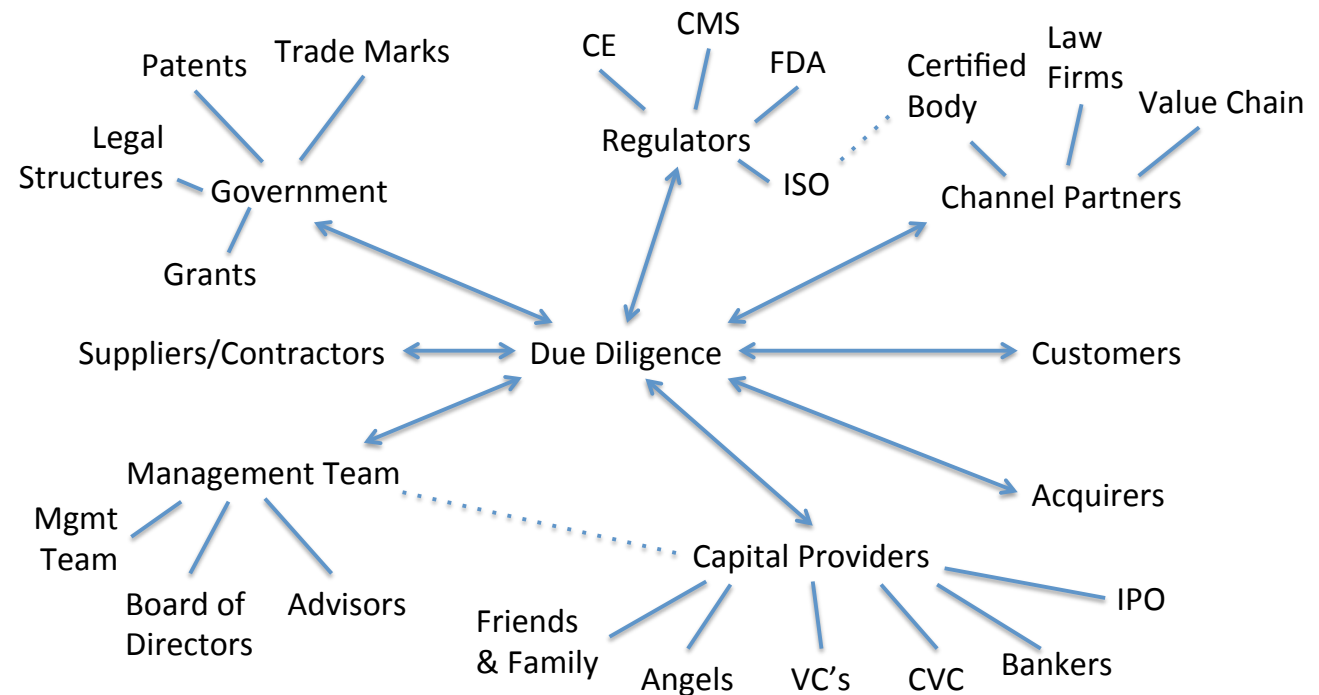 CMS
CE
Law
Firms
Trade Marks
Patents
FDA
Certified
Body
Value Chain
Legal
Structures
Regulators
Government
ISO
Channel Partners
Grants
Suppliers/Contractors
Due Diligence
Customers
Management Team
Acquirers
Mgmt
Team
Capital Providers
Board of
Directors
Advisors
Friends
& Family
IPO
Angels
VC’s
CVC
Bankers